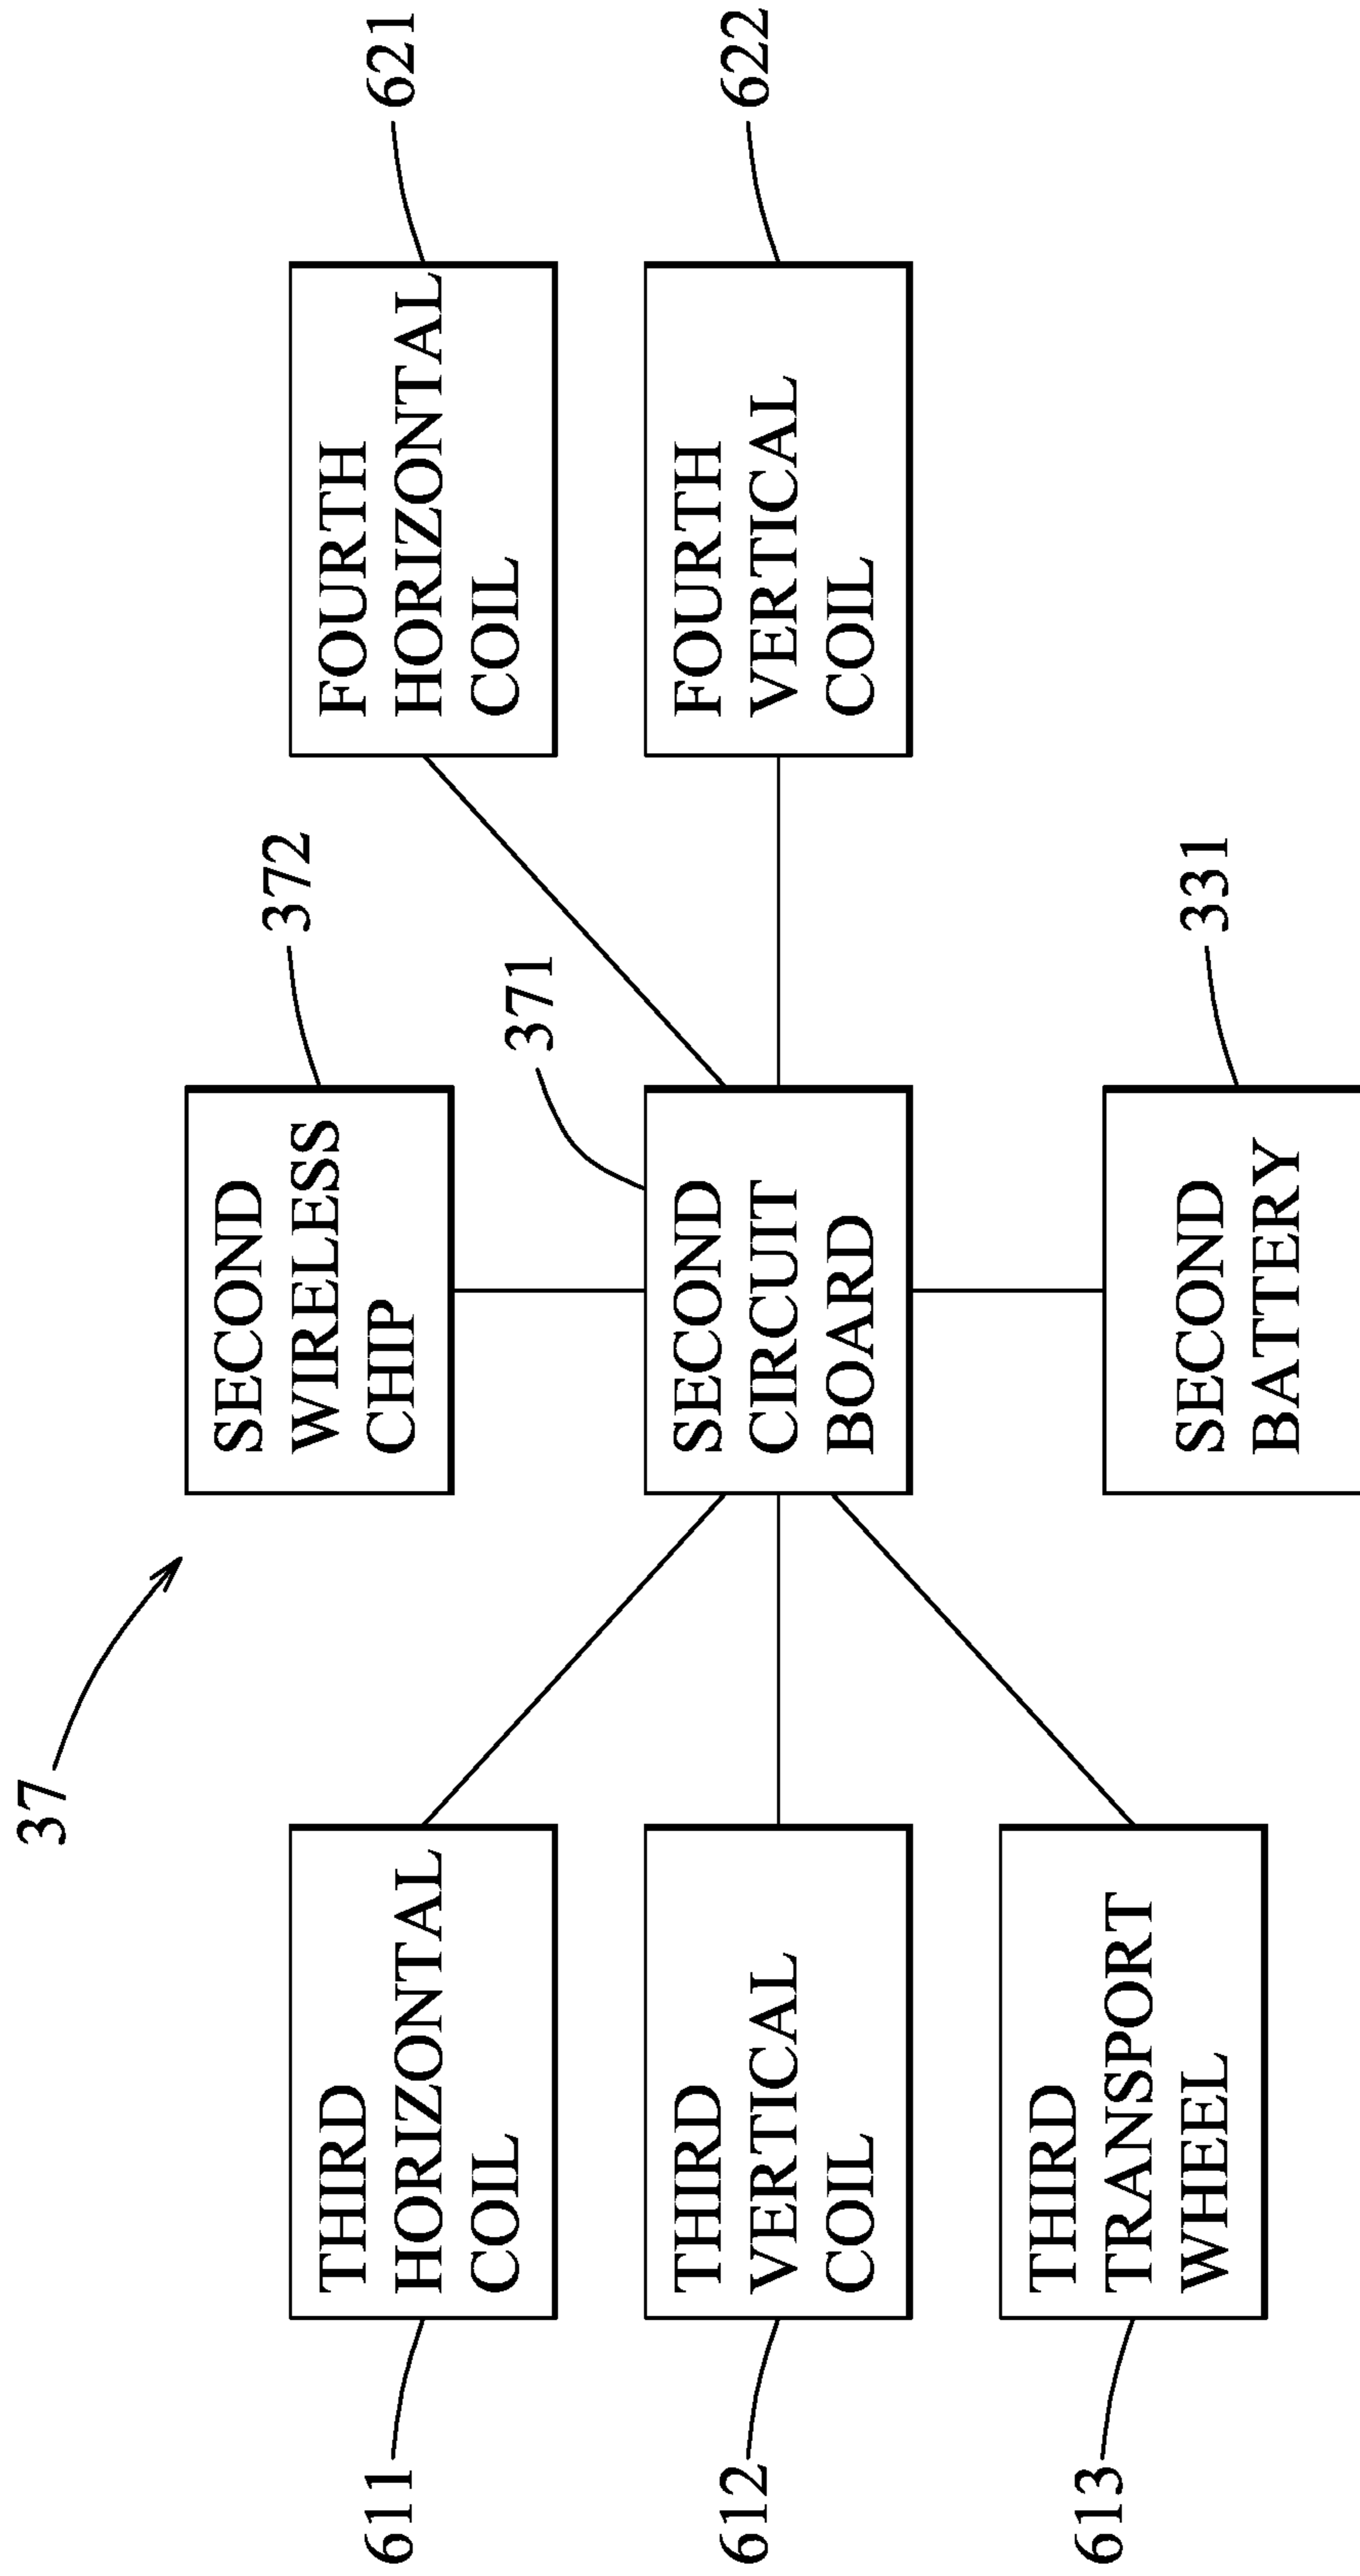 37
SECOND
WIRELESS
CHIP
372
THIRD
HORIZONTAL
COIL
611
FOURTH
HORIZONTAL
COIL
621
371
THIRD
VERTICAL
COIL
612
SECOND
CIRCUIT
BOARD
FOURTH
VERTICAL
COIL
622
THIRD
TRANSPORT
WHEEL
613
SECOND
BATTERY
331